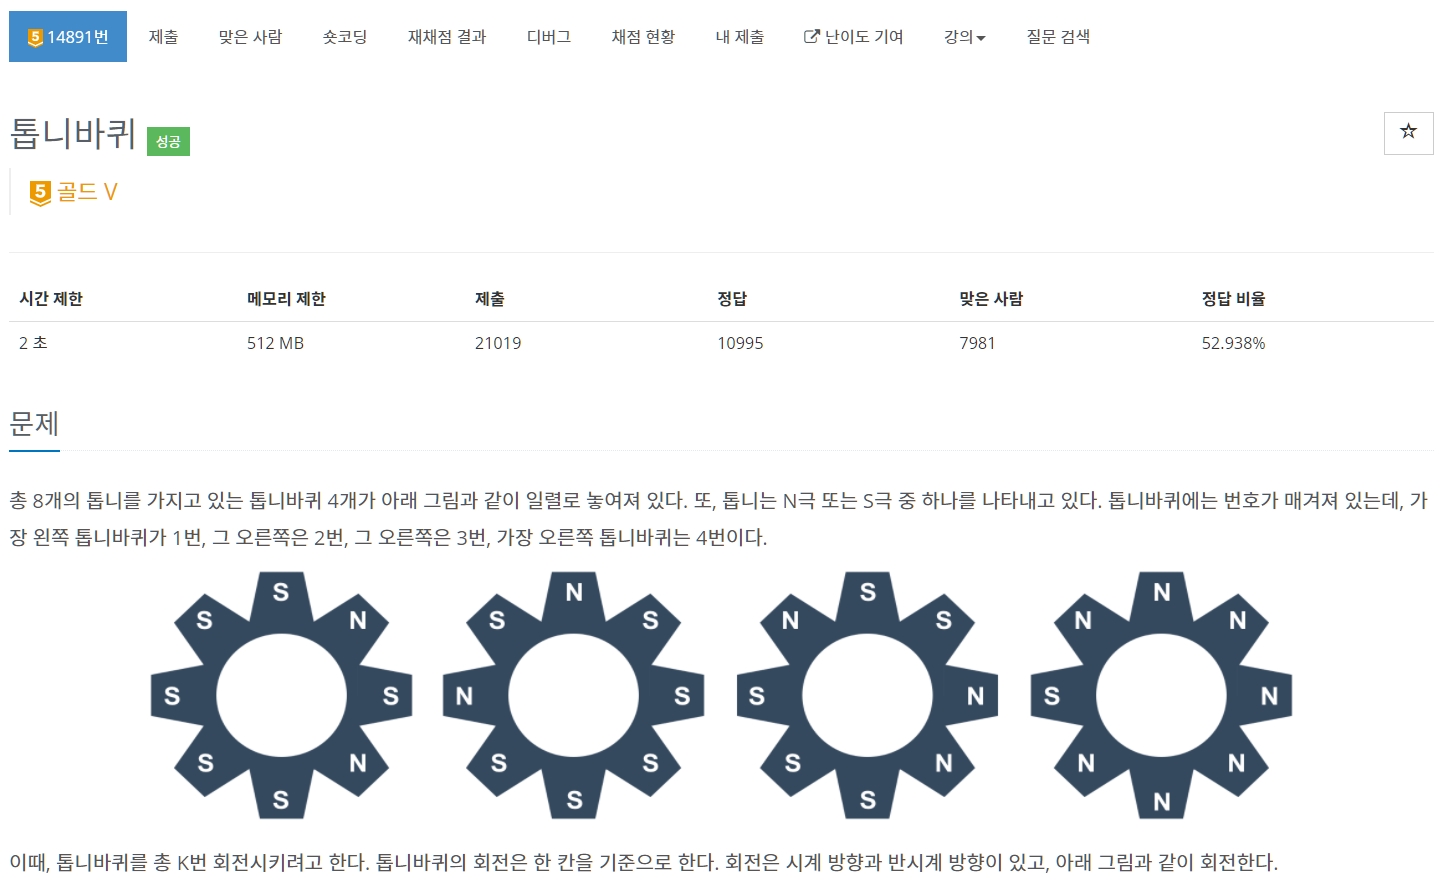 5 14891번 제출 맞은 사람 숏코딩 재채점 결과 디버그 채점 현황 내 제출 난이도 기여 강의 질문 검색
톱니바퀴 성공
5 골드 V
시간 제한 메모리 제한 제출 정답 맞은 사람 정답 비율
2 초 512 MB 21019 10995 7981 52.938%
문제
총 8개의 톱니를 가지고 있는 톱니바퀴 4개가 아래 그림과 같이 일렬로 놓여져 있다. 또, 톱니는 N극 또는 S극 중 하나를 나타내고 있다. 톱니바퀴에는 번호가 매겨져 있는데, 가
장 왼쪽 톱니바퀴가 1번, 그 오른쪽은 2번, 그 오른쪽은 3번, 가장 오른쪽 톱니바퀴는 4번이다.
S N S N
S N S S N S N N
S S N S S N S N
S N S S S N N N
S S S N
이때, 톱니바퀴를 총 K번 회전시키려고 한다. 톱니바퀴의 회전은 한 칸을 기준으로 한다. 회전은 시계 방향과 반시계 방향이 있고, 아래 그림과 같이 회전한다.